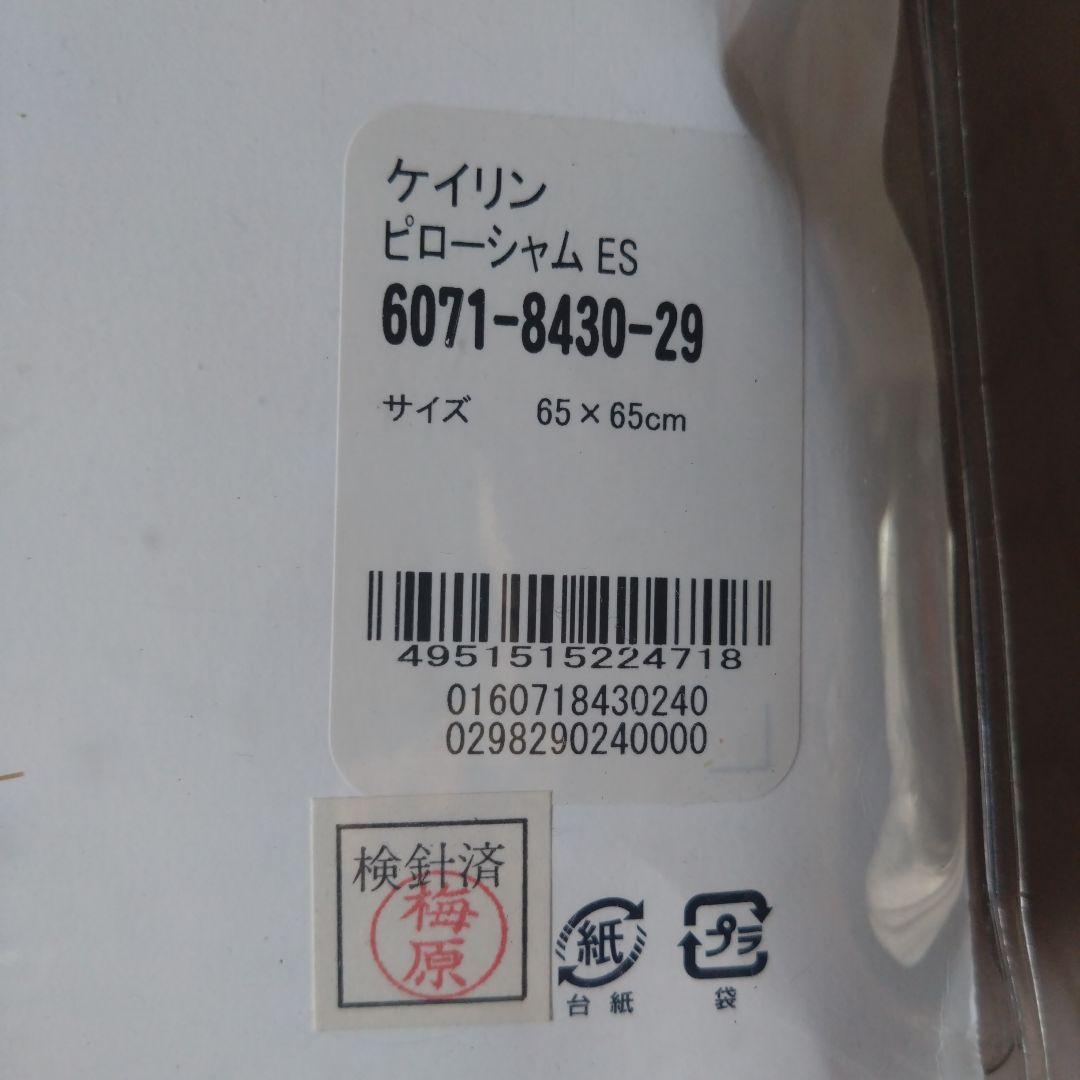 ケイリン
ピローシャム ES
6071-8430-29
サイズ 65×65cm
4951515224718
0160718430240
0298290240000
検針済
梅原
紙
台紙
プラ
袋